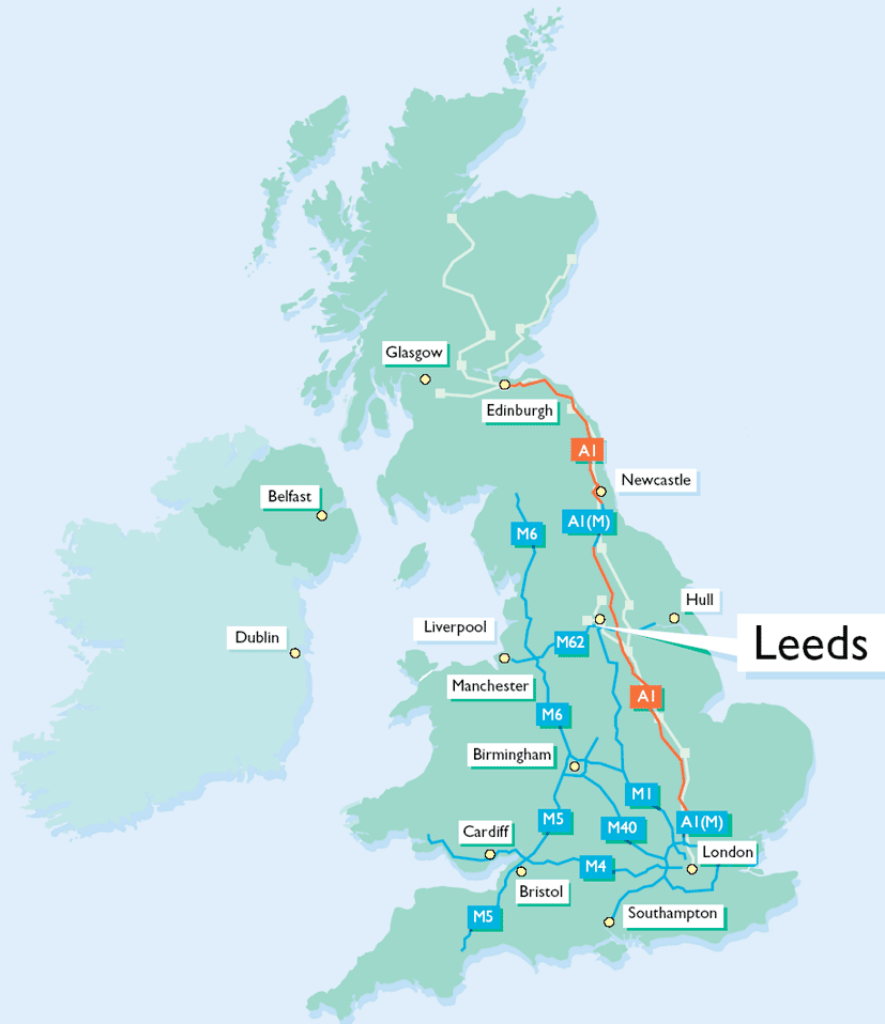 Glasgow
Edinburgh
A1
Newcastle
Belfast
A1(M)
M6
Hull
Liverpool
Dublin
M62
Leeds
Manchester
A1
M6
Birmingham
M1
M5
A1(M)
M40
Cardiff
London
M4
Bristol
Southampton
M5